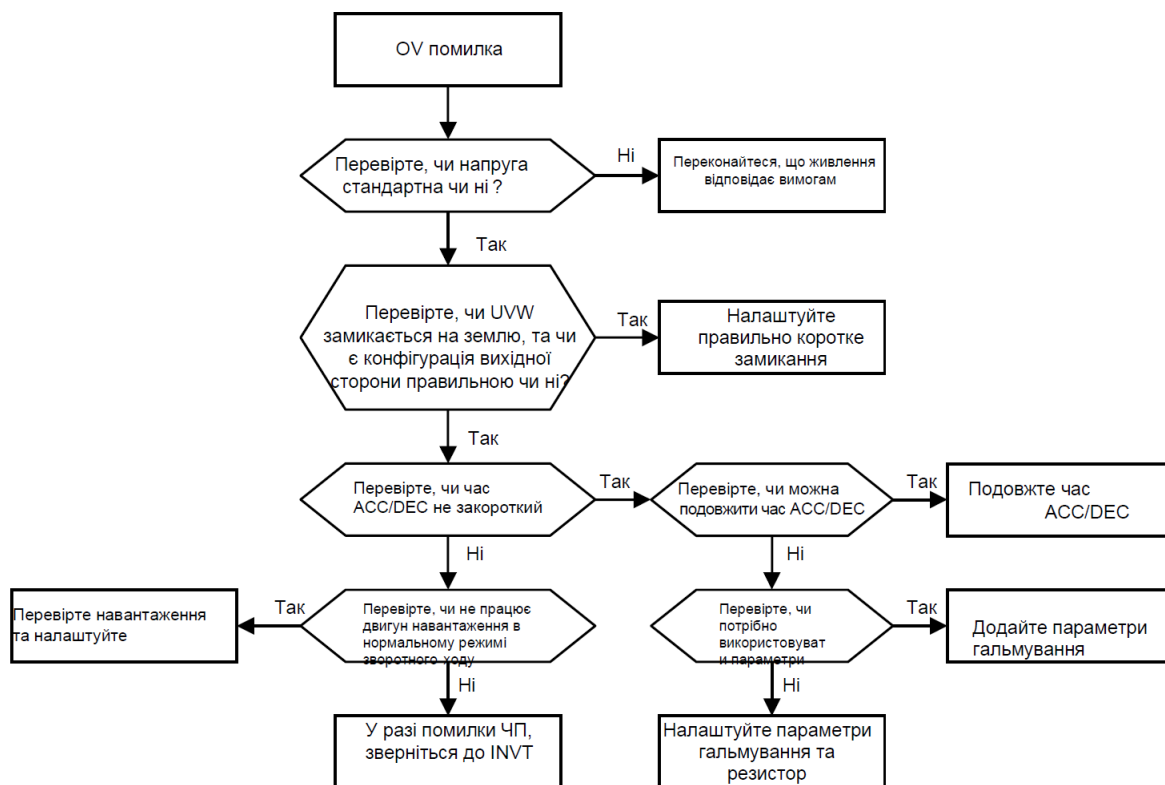 OV помилка
Перевірте, чи напруга
стандартна чи ні ?
Ні
Переконайтеся, що живлення
відповідає вимогам
Так
Перевірте, чи UVW
замикається на землю, та чи
є конфігурація вихідної
сторони правильною чи ні?
Так
Налаштуйте
правильно коротке
замикання
Так
Перевірте, чи час
ACC/DEC не закороткий
Так
Перевірте, чи можна
подовжити час ACC/DEC
Так
Подовжте час
ACC/DEC
Ні
Ні
Перевірте навантаження
та налаштуйте
Так
Перевірте, чи не працює
двигун навантаження в
нормальному режимі
зворотного ходу
Перевірте, чи
потрібно
використовуват
и параметри
Так
Додайте параметри
гальмування
Ні
Ні
У разі помилки ЧП,
зверніться до INVT
Налаштуйте параметри
гальмування та
резистор